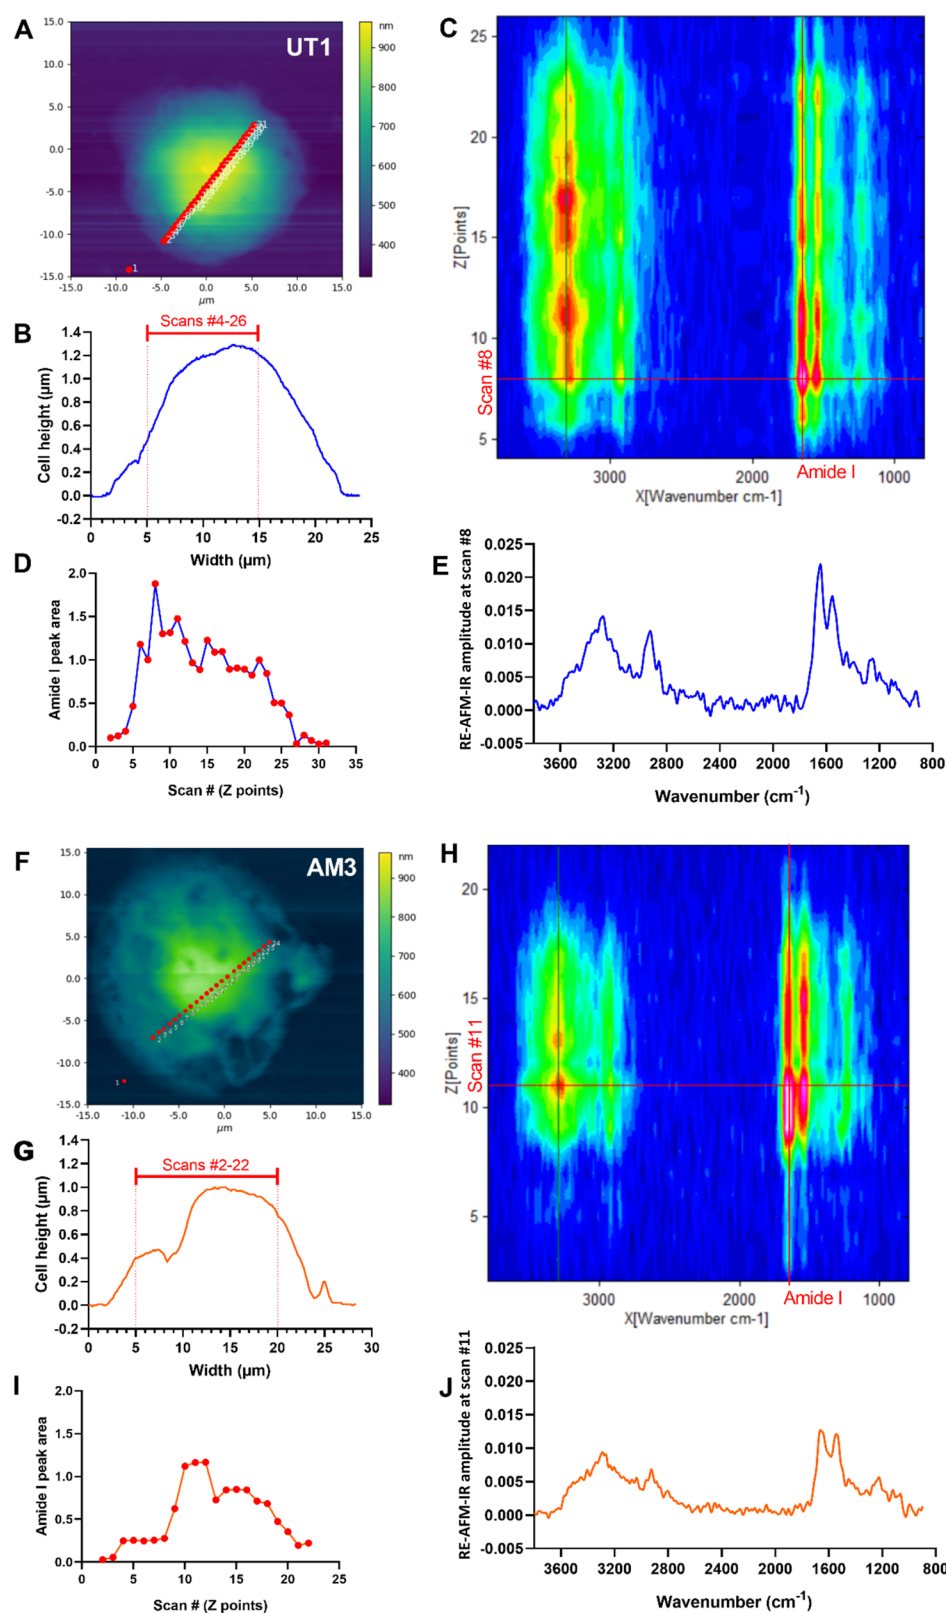 A
UT1
nm
15.0
10.0
5.0
0.0
-5.0
-10.0
-15.0
-15.0 -10.0 -5.0 0.0 5.0 10.0 15.0
μm
900
800
700
600
500
400
1
B
Scans #4-26
Cell height (μm)
1.4
1.2
1.0
0.8
0.6
0.4
0.2
0.0
-0.2
0 5 10 15 20 25
Width (μm)
C
Z[Points]
25
20
15
10
5
Scan #8
3000 2000 1000
Amide I
X[Wavenumber cm-1]
D
Amide I peak area
2.0
1.5
1.0
0.5
0.0
0 5 10 15 20 25 30 35
Scan # (Z points)
E
RE-AFM-IR amplitude at scan #8
0.025
0.020
0.015
0.010
0.005
0.000
-0.005
3600 3200 2800 2400 2000 1600 1200 800
Wavenumber (cm-1)
F
AM3
nm
15.0
10.0
5.0
0.0
-5.0
-10.0
-15.0
-15.0 -10.0 -5.0 0.0 5.0 10.0 15.0
μm
900
800
700
600
500
400
1
G
Scans #2-22
Cell height (μm)
1.4
1.2
1.0
0.8
0.6
0.4
0.2
0.0
-0.2
0 5 10 15 20 25 30
Width (μm)
H
Z[Points]
20
15
10
5
Scan #11
3000 2000 1000
Amide I
X[Wavenumber cm-1]
I
Amide I peak area
2.0
1.5
1.0
0.5
0.0
0 5 10 15 20 25
Scan # (Z points)
J
RE-AFM-IR amplitude at scan #11
0.025
0.020
0.015
0.010
0.005
0.000
-0.005
3600 3200 2800 2400 2000 1600 1200 800
Wavenumber (cm-1)